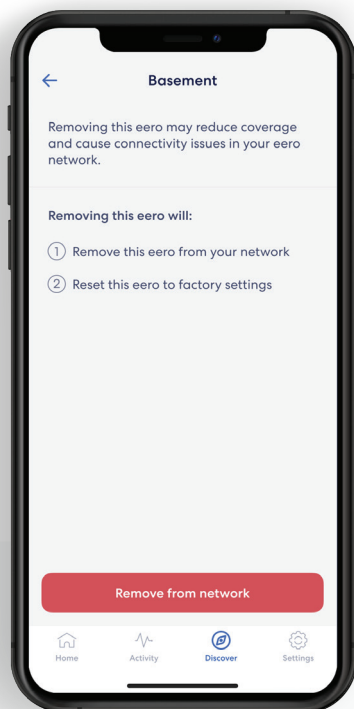 Basement
Removing this eero may reduce coverage
and cause connectivity issues in your eero
network.
Removing this eero will:
1 Remove this eero from your network
2 Reset this eero to factory settings
Remove from network
Home Activity Discover Settings